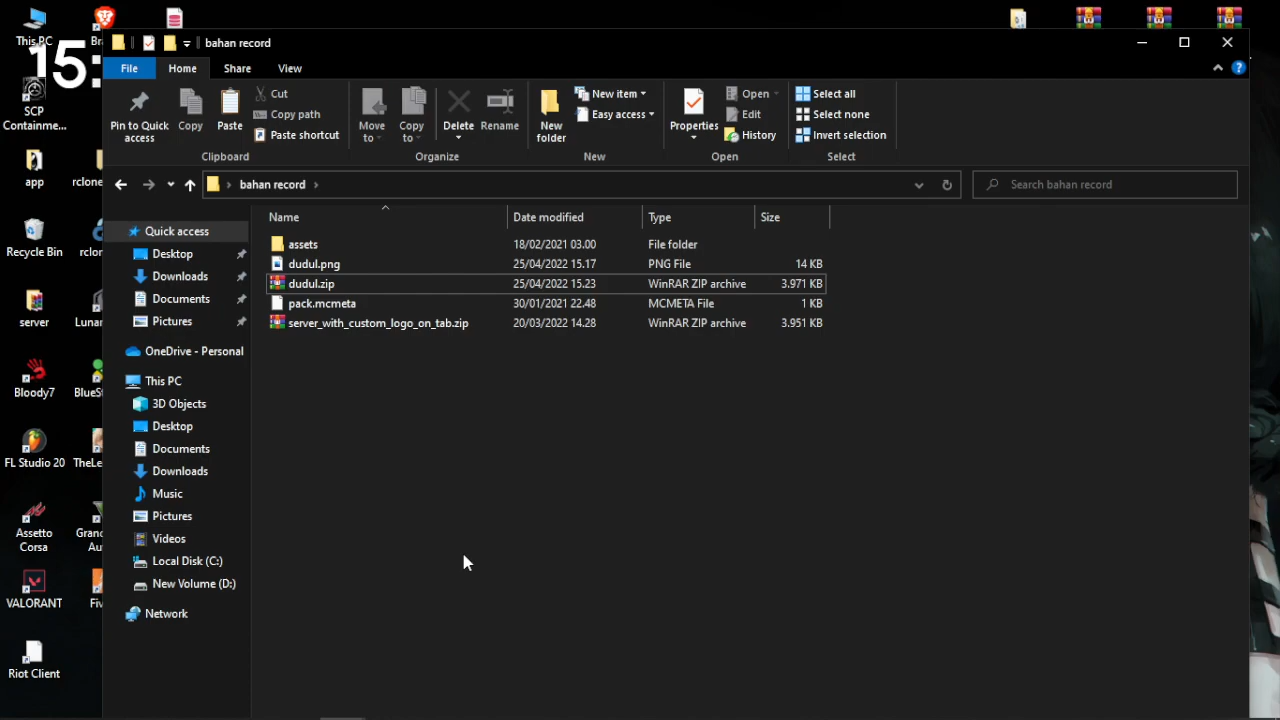 This PC
Bra
15:
bahan record
File
Home
Share
View
SCP
Containme...
app
rclone
Recycle Bin
rclon
server
Lunar
Bloody7
BlueSt
FL Studio 20
TheLe
Assetto
Corsa
Grand
Au
VALORANT
Fiv
Riot Client
Pin to Quick
access
Copy
Paste
Cut
Copy path
Paste shortcut
Clipboard
Move
to
Copy
to
Delete
Rename
Organize
New
folder
New item
Easy access
New
Properties
Open
Edit
History
Open
Select all
Select none
Invert selection
Select
bahan record
Search bahan record
Quick access
Desktop
Downloads
Documents
Pictures
OneDrive - Personal
This PC
3D Objects
Desktop
Documents
Downloads
Music
Pictures
Videos
Local Disk (C:)
New Volume (D:)
Network
Name Date modified Type Size
assets 18/02/2021 03.00 File folder
dudul.png 25/04/2022 15.17 PNG File 14 KB
dudul.zip 25/04/2022 15.23 WinRAR ZIP archive 3.971 KB
pack.mcmeta 30/01/2021 22.48 MCMETA File 1 KB
server_with_custom_logo_on_tab.zip 20/03/2022 14.28 WinRAR ZIP archive 3.951 KB